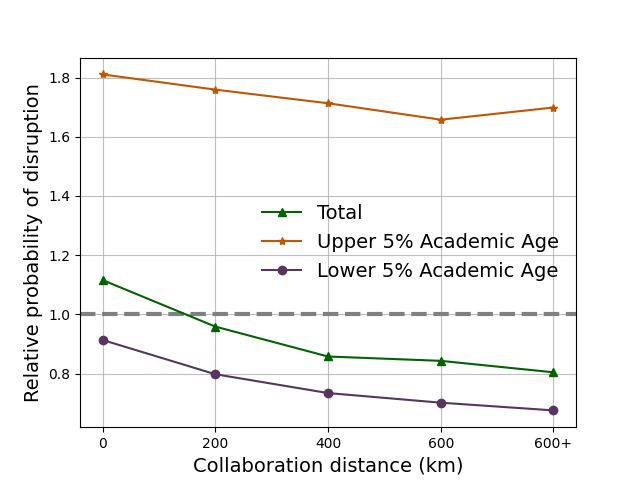 Relative probability of disruption
1.8
1.6
1.4
1.2
1.0
0.8
Total
Upper 5% Academic Age
Lower 5% Academic Age
0 200 400 600 600+
Collaboration distance (km)